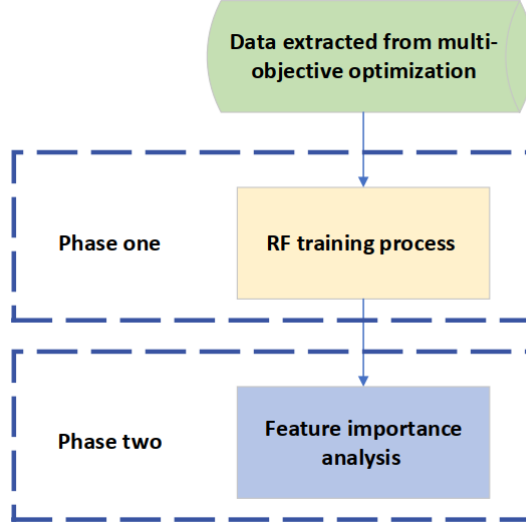 Data extracted from multi-
objective optimization
Phase one
RF training process
Phase two
Feature importance
analysis